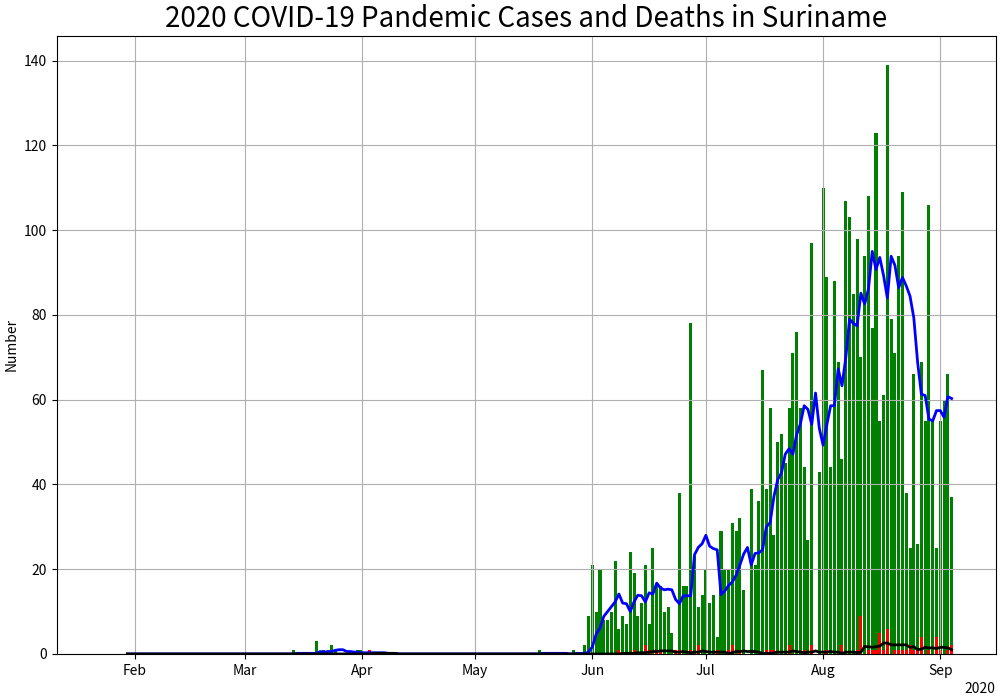 2020 COVID-19 Pandemic Cases and Deaths in Suriname
Number
140
120
100
80
60
40
20
0
Feb
Mar
Apr
May
Jun
Jul
Aug
Sep
2020